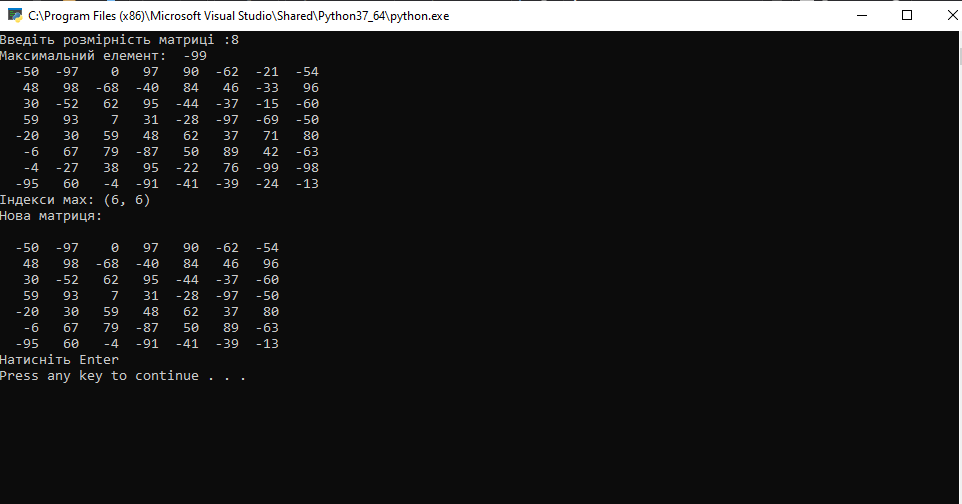 C:\Program Files (x86)\Microsoft Visual Studio\Shared\Python37_64\python.exe
Введіть розмірність матриці :8
Максимальний елемент:  -99
  -50  -97    0   97   90  -62  -21  -54
   48   98  -68  -40   84   46  -33   96
   30  -52   62   95  -44  -37  -15  -60
   59   93    7   31  -28  -97  -69  -50
  -20   30   59   48   62   37   71   80
   -6   67   79  -87   50   89   42  -63
   -4  -27   38   95  -22   76  -99  -98
  -95   60   -4  -91  -41  -39  -24  -13
Індекси max: (6, 6)
Нова матриця:
  -50  -97    0   97   90  -62  -54
   48   98  -68  -40   84   46   96
   30  -52   62   95  -44  -37  -60
   59   93    7   31  -28  -97  -50
  -20   30   59   48   62   37   80
   -6   67   79  -87   50   89  -63
  -95   60   -4  -91  -41  -39  -13
Натисніть Enter
Press any key to continue . . .